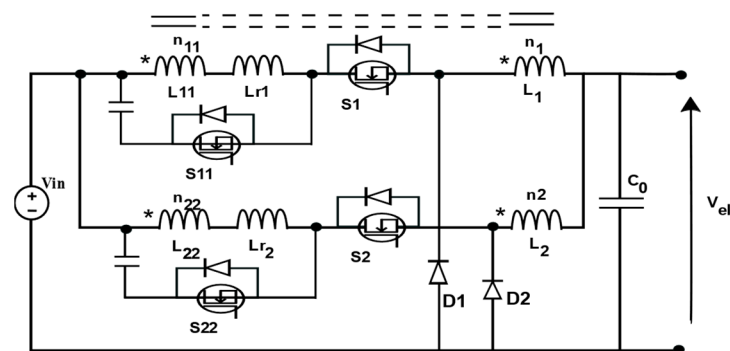 n11
n1
*
*
L11
Lr1
S1
L1
S11
Vin
n22
n2
C0
Vel
*
*
L22
Lr2
S2
L2
S22
D1
D2